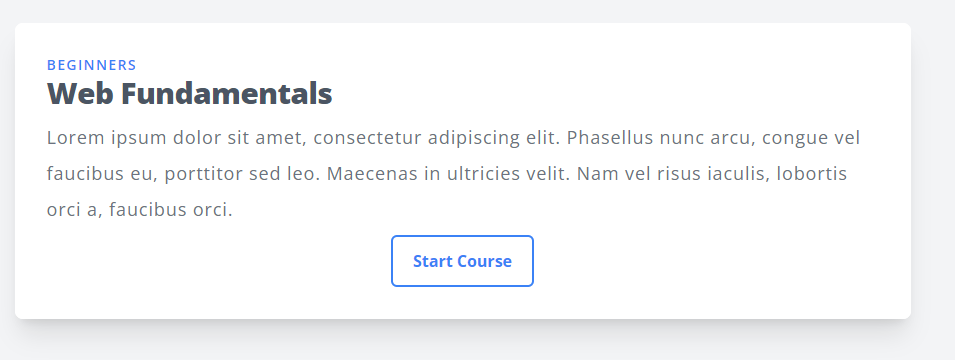 BEGINNERS
Web Fundamentals
Lorem ipsum dolor sit amet, consectetur adipiscing elit. Phasellus nunc arcu, congue vel
faucibus eu, porttitor sed leo. Maecenas in ultricies velit. Nam vel risus iaculis, lobortis
orci a, faucibus orci.
Start Course